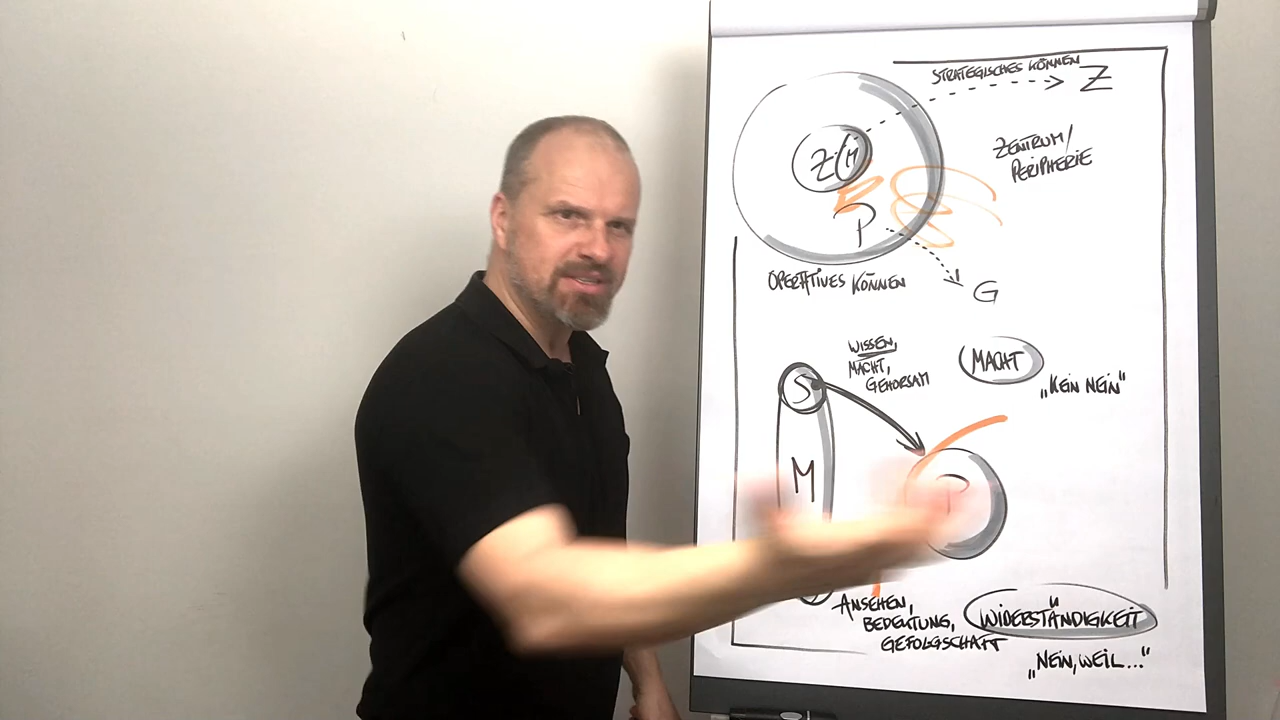 STRATEGISCHES KÖNNEN
Z
Z/M
ZENTRUM/
PERIPHERIE
P
OPERATIVES KÖNNEN
G
WISSEN,
MACHT,
GEHORSAM
MACHT
„KEIN NEIN“
S
M
ANSEHEN,
BEDEUTUNG,
GEFOLGSCHAFT
WIDERSTÄNDIGKEIT
„NEIN, WEIL...“